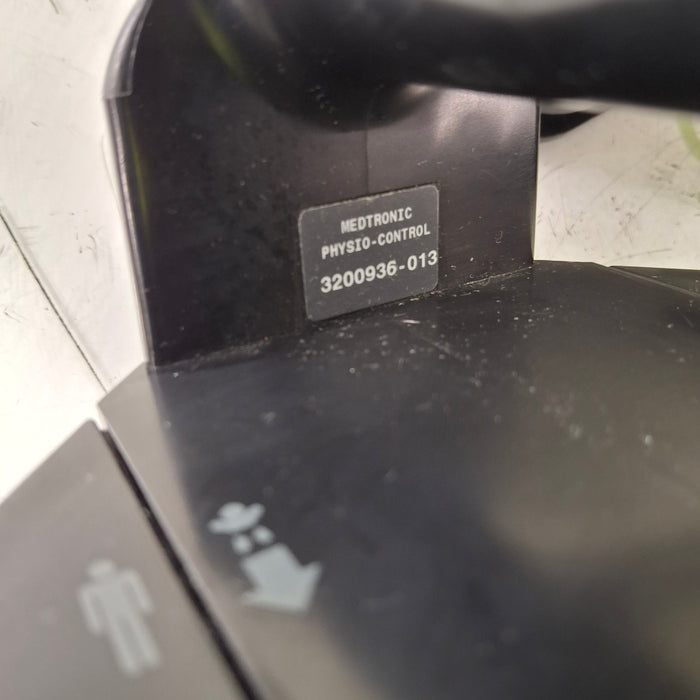 MEDTRONIC
PHYSIO-CONTROL
3200936-013